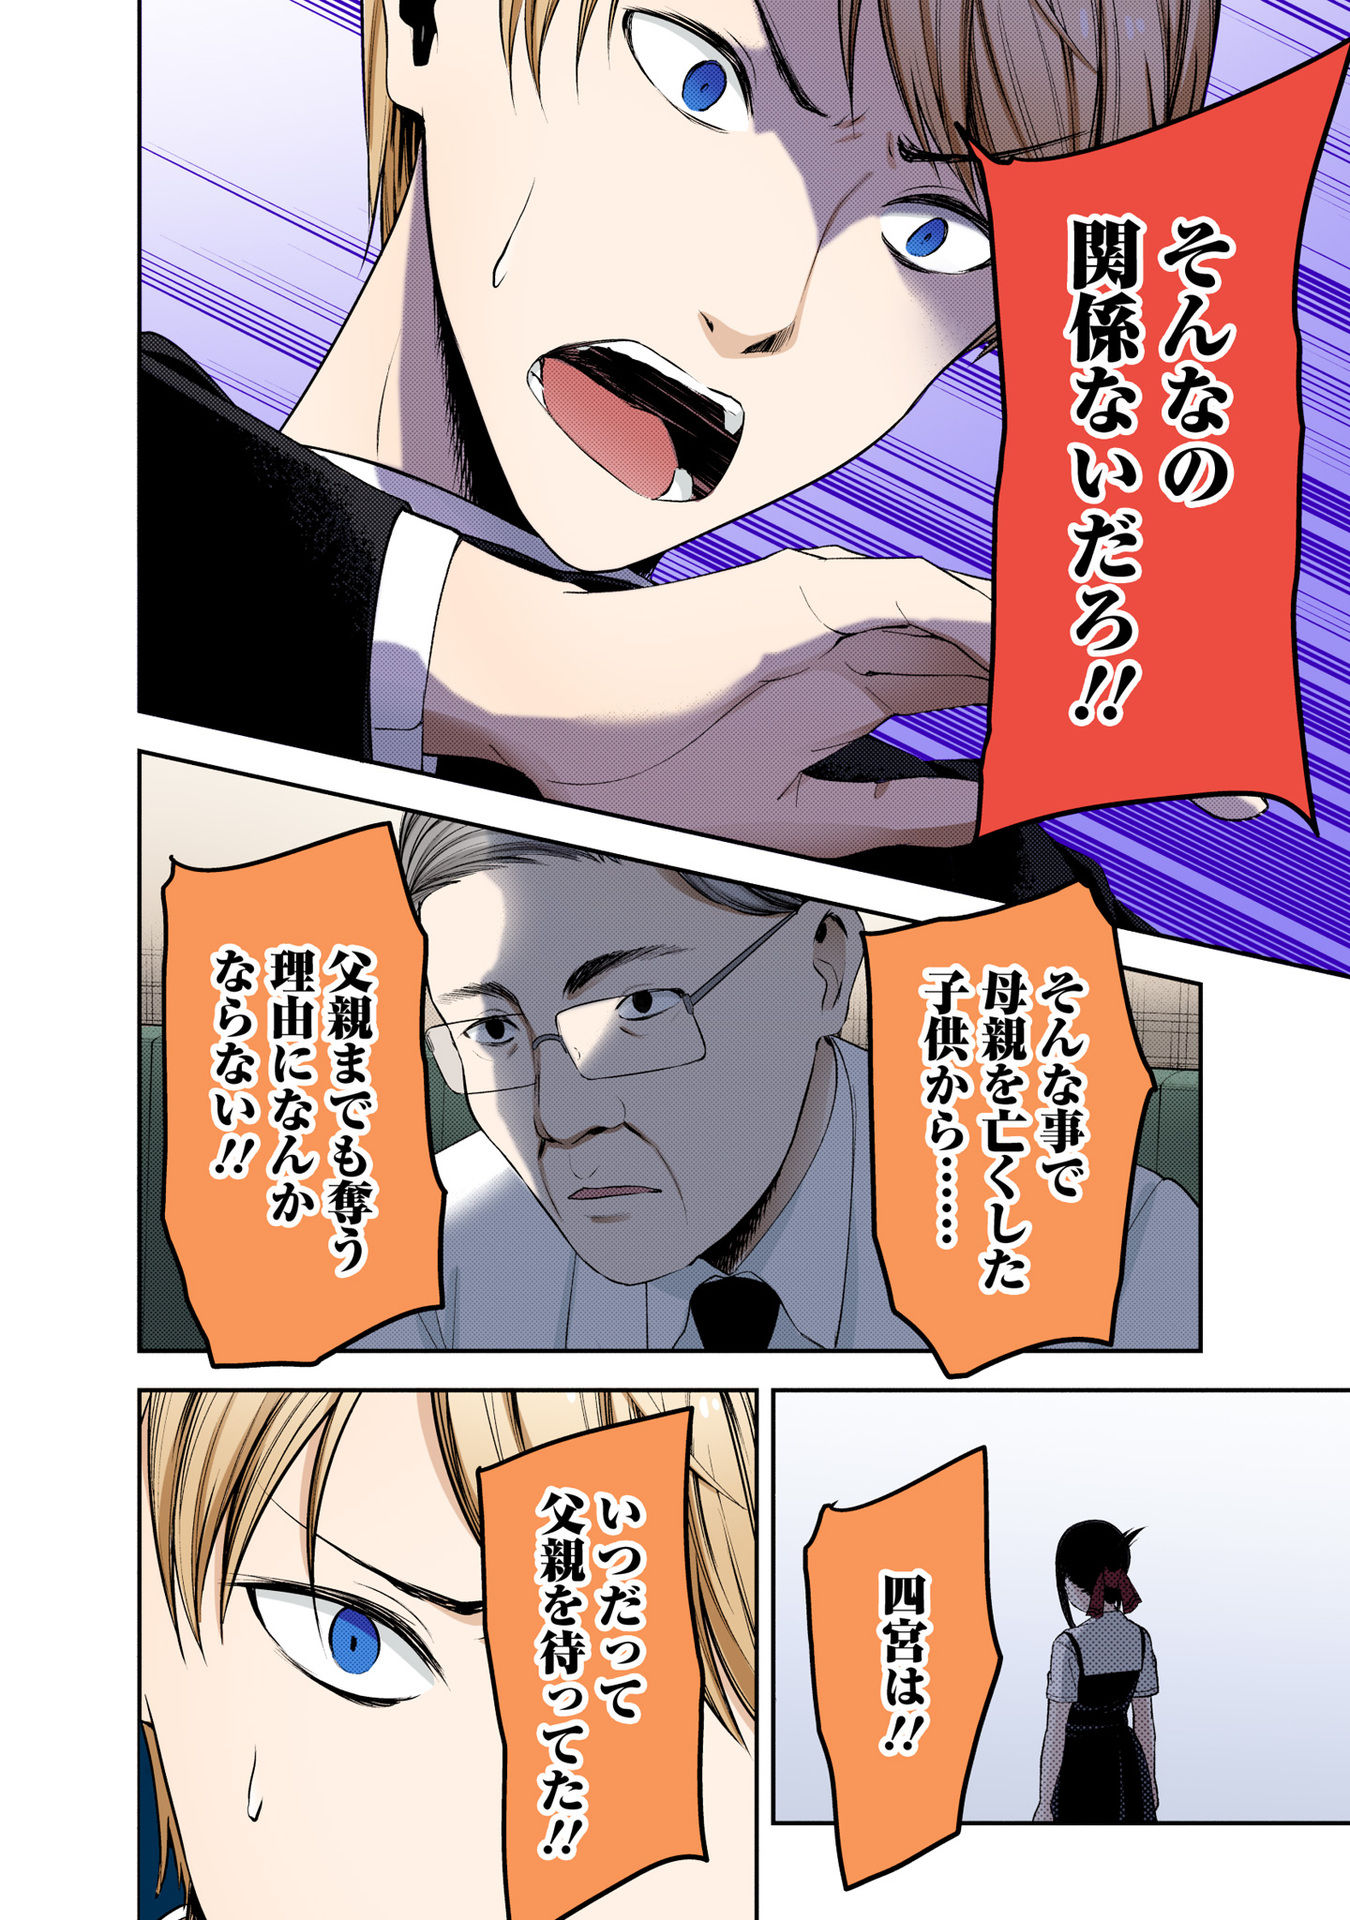 そんなの
関係ないだろ!!
そんな事で
母親を亡くした
子供から……
父親までも奪う
理由になんか
ならない!!
四宮は!!
いつだって
父親を待ってた!!